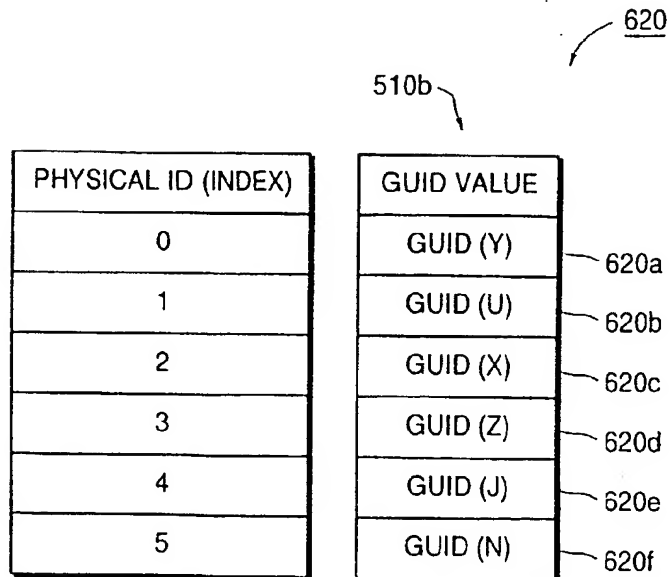 620
510b
PHYSICAL ID (INDEX) GUID VALUE
0 GUID (Y) 620a
1 GUID (U) 620b
2 GUID (X) 620c
3 GUID (Z) 620d
4 GUID (J) 620e
5 GUID (N) 620f